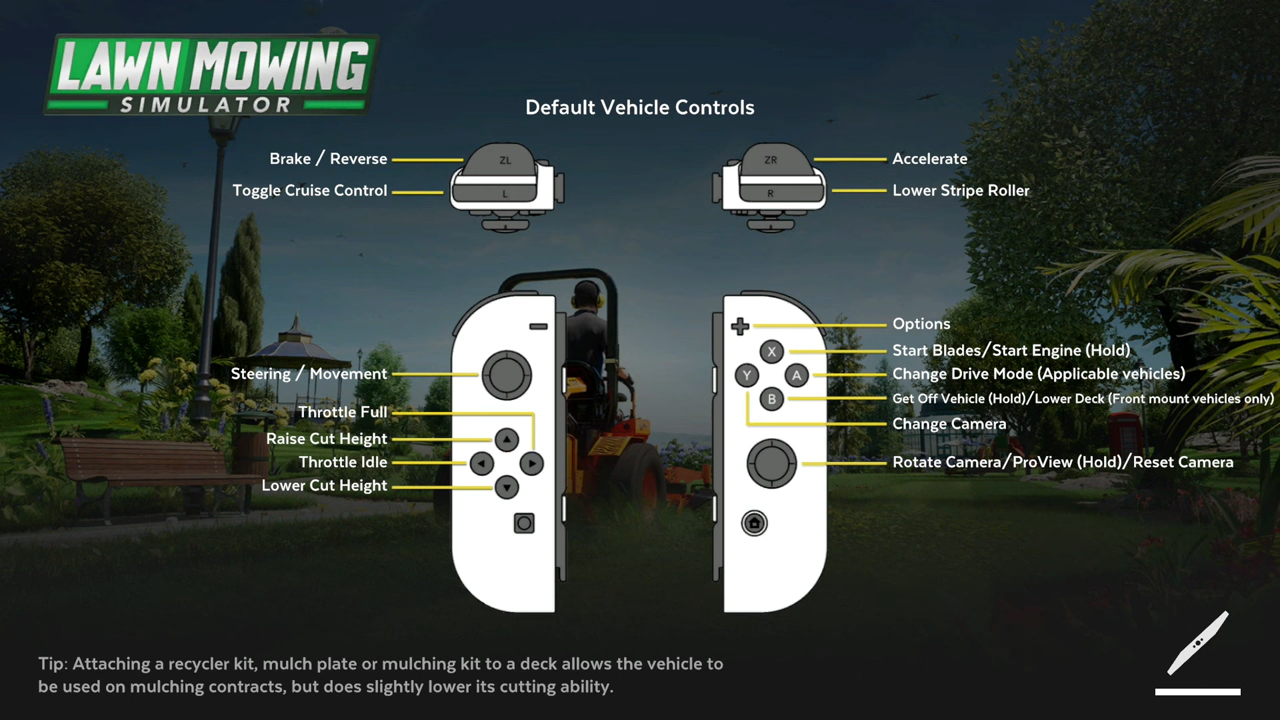 LAWN MOWING
SIMULATOR
Default Vehicle Controls
Brake / Reverse
Toggle Cruise Control
ZL
L
ZR
R
Accelerate
Lower Stripe Roller
Steering / Movement
Throttle Full
Raise Cut Height
Throttle Idle
Lower Cut Height
X
Y
A
B
Options
Start Blades/Start Engine (Hold)
Change Drive Mode (Applicable vehicles)
Get Off Vehicle (Hold)/Lower Deck (Front mount vehicles only)
Change Camera
Rotate Camera/ProView (Hold)/Reset Camera
Tip: Attaching a recycler kit, mulch plate or mulching kit to a deck allows the vehicle to
be used on mulching contracts, but does slightly lower its cutting ability.